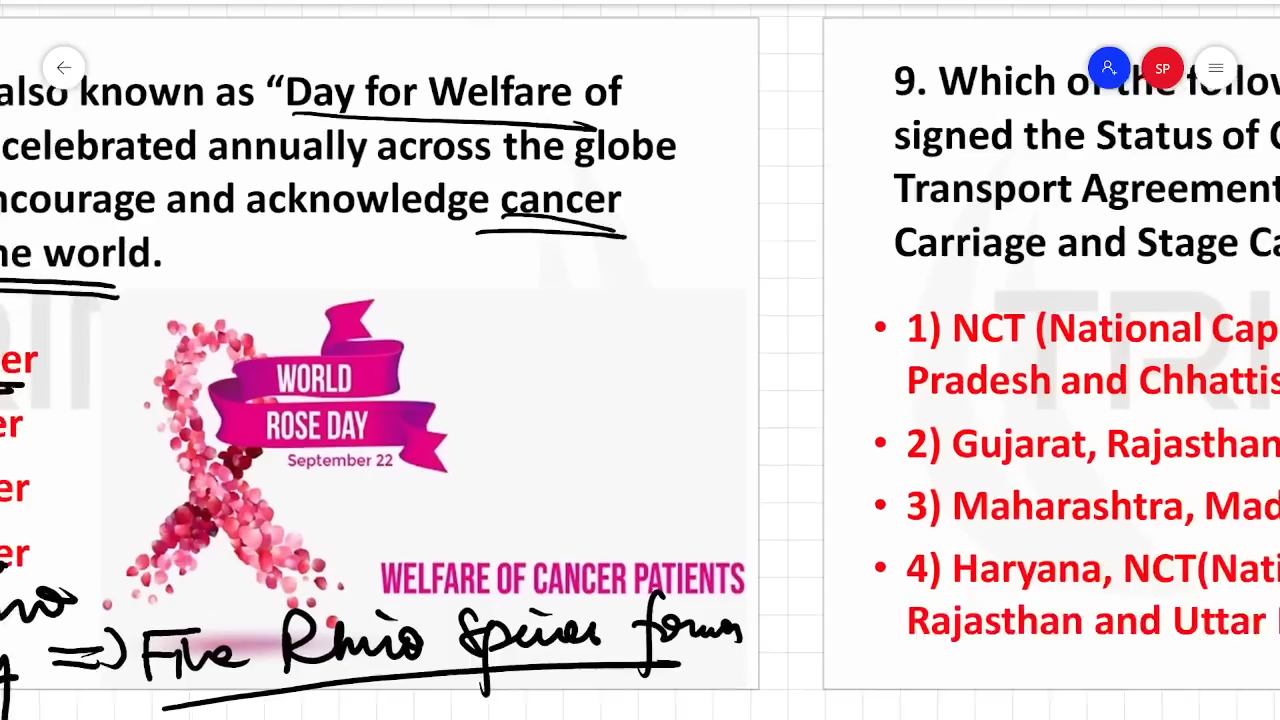 also known as “Day for Welfare of
celebrated annually across the globe
ncourage and acknowledge cancer
he world.
er
er
er
er
WORLD
ROSE DAY
September 22
WELFARE OF CANCER PATIENTS
=> Five Rhino Species forms
SP
9. Which of the follow
signed the Status of
Transport Agreement
Carriage and Stage Ca
• 1) NCT (National Cap
Pradesh and Chhattis
• 2) Gujarat, Rajasthan
• 3) Maharashtra, Mad
• 4) Haryana, NCT(Nati
Rajasthan and Uttar